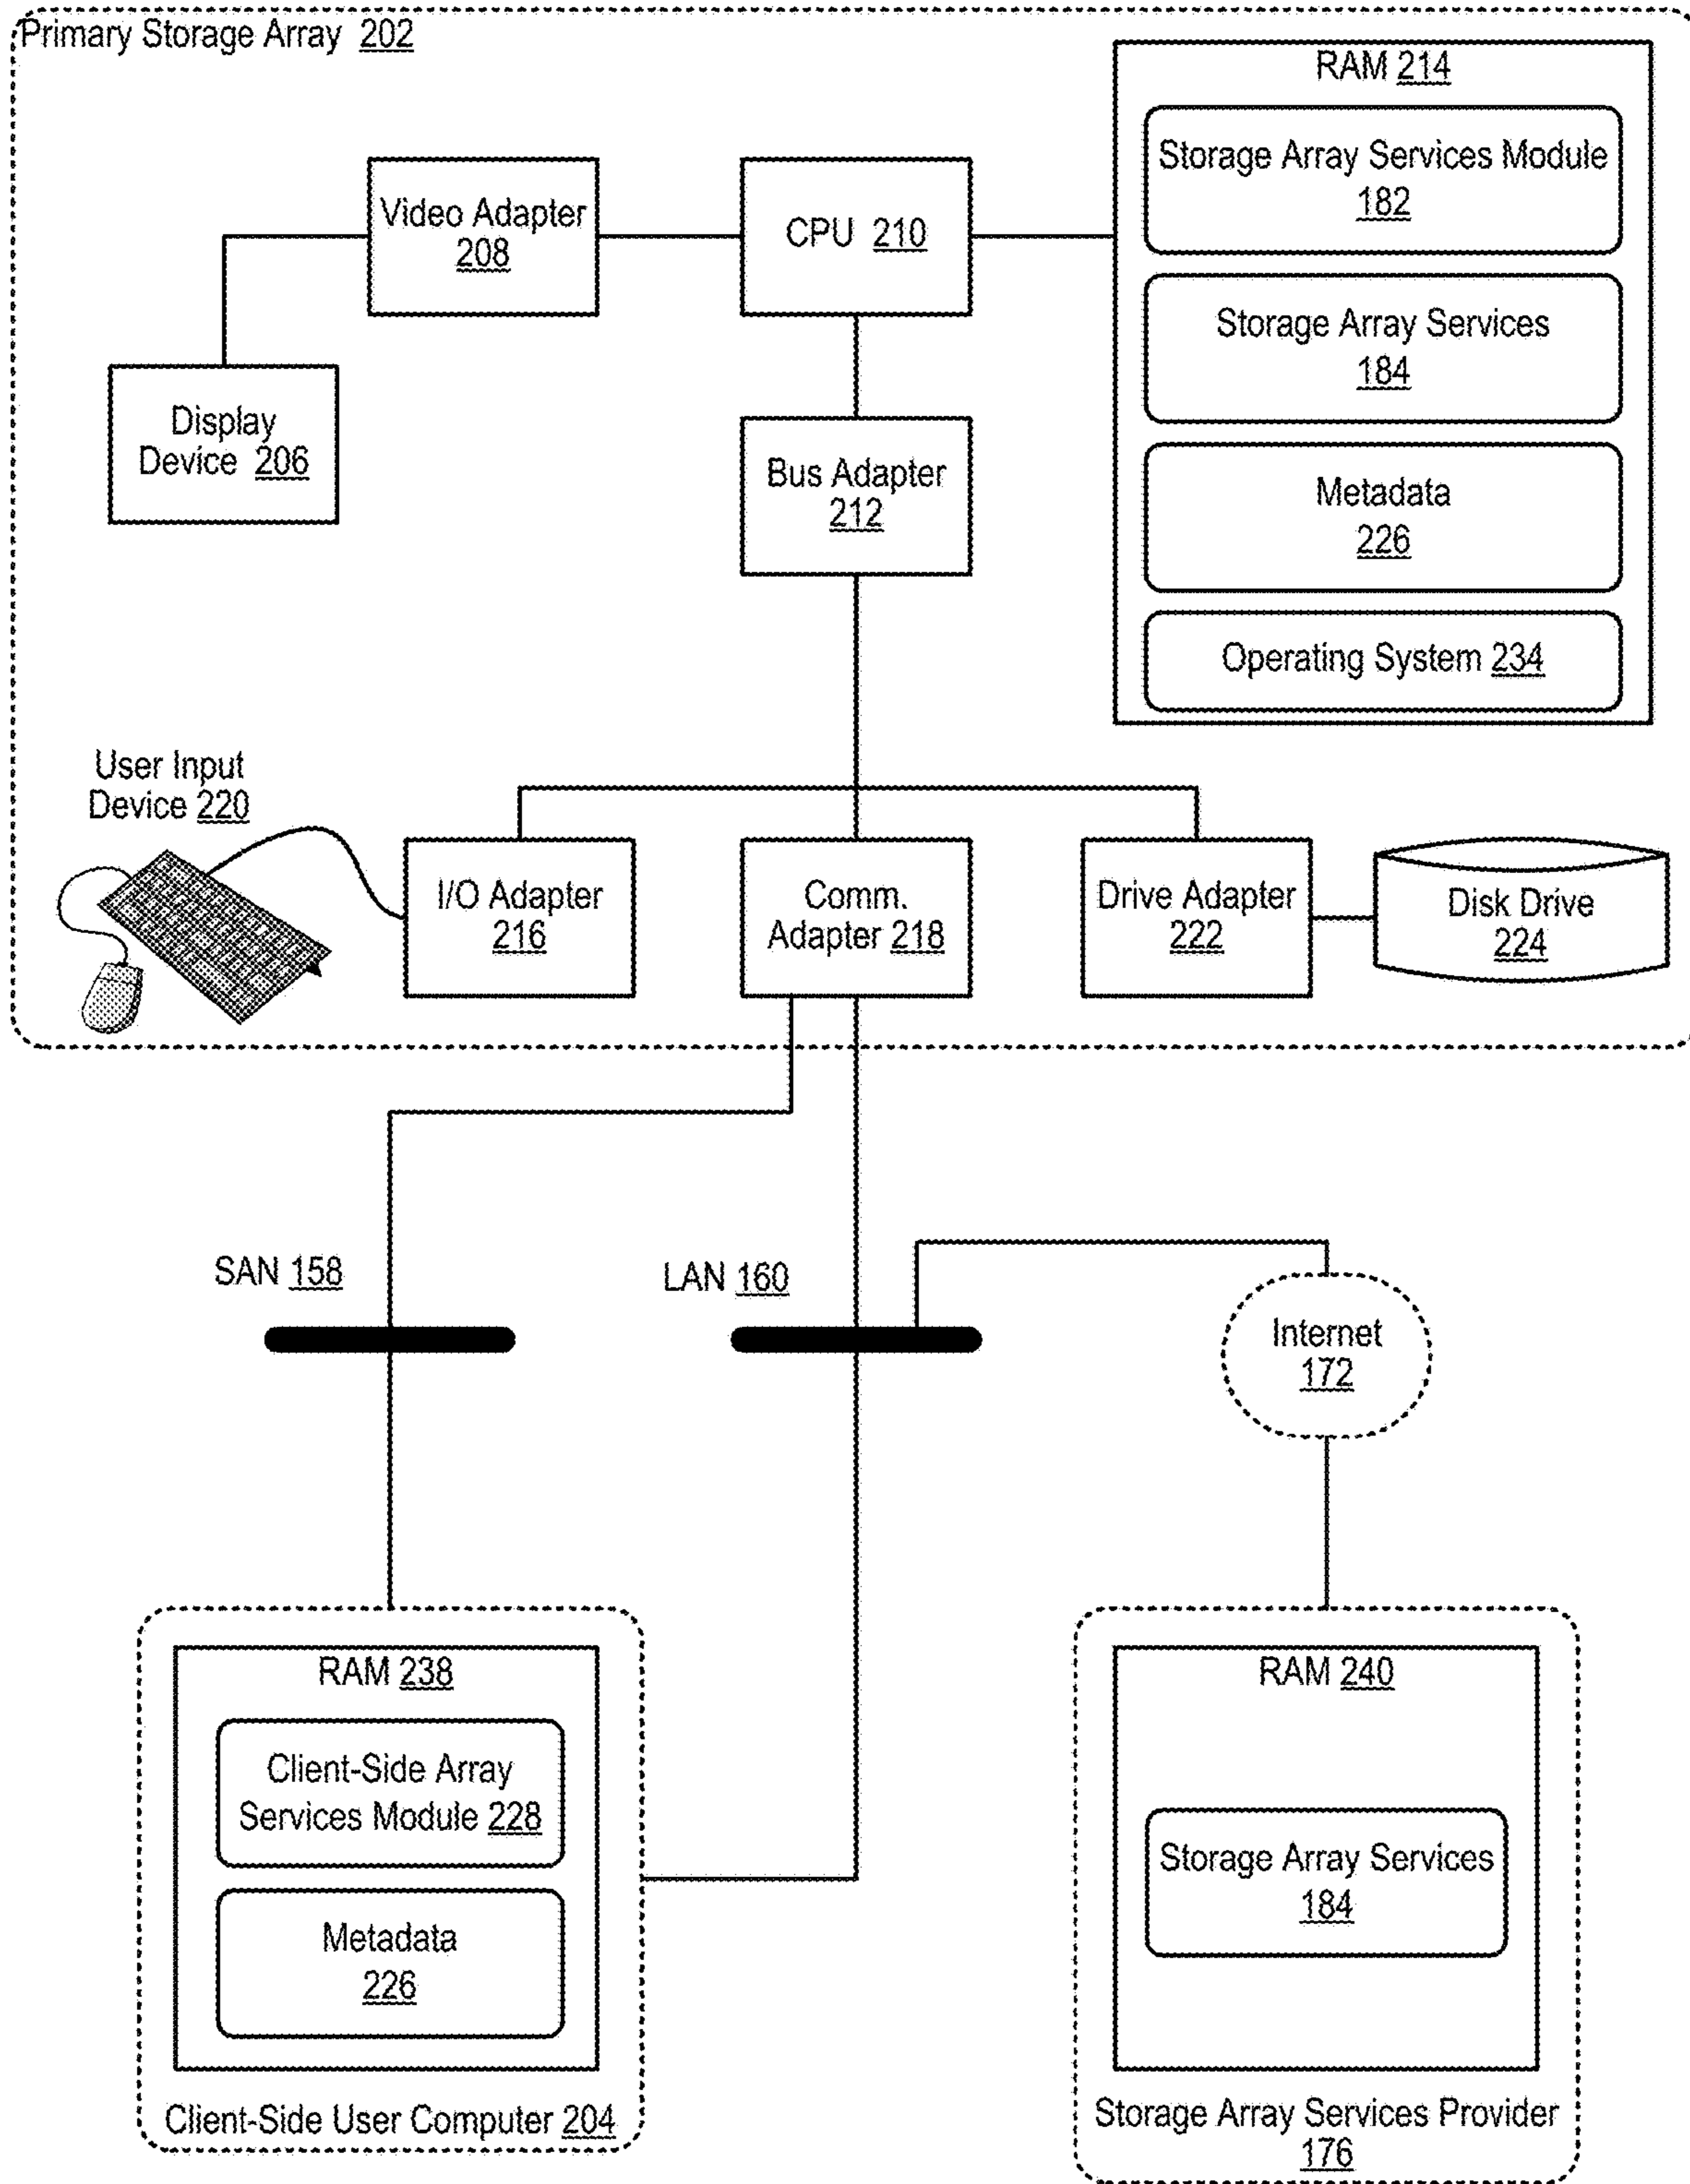 Primary Storage Array 202
RAM 214
Storage Array Services Module
182
Video Adapter
208
CPU 210
Storage Array Services
184
Display
Device 206
Bus Adapter
212
Metadata
226
Operating System 234
User Input
Device 220
I/O Adapter
216
Comm.
Adapter 218
Drive Adapter
222
Disk Drive
224
SAN 158
LAN 160
Internet
172
RAM 238
Client-Side Array
Services Module 228
Metadata
226
Client-Side User Computer 204
RAM 240
Storage Array Services
184
Storage Array Services Provider
176